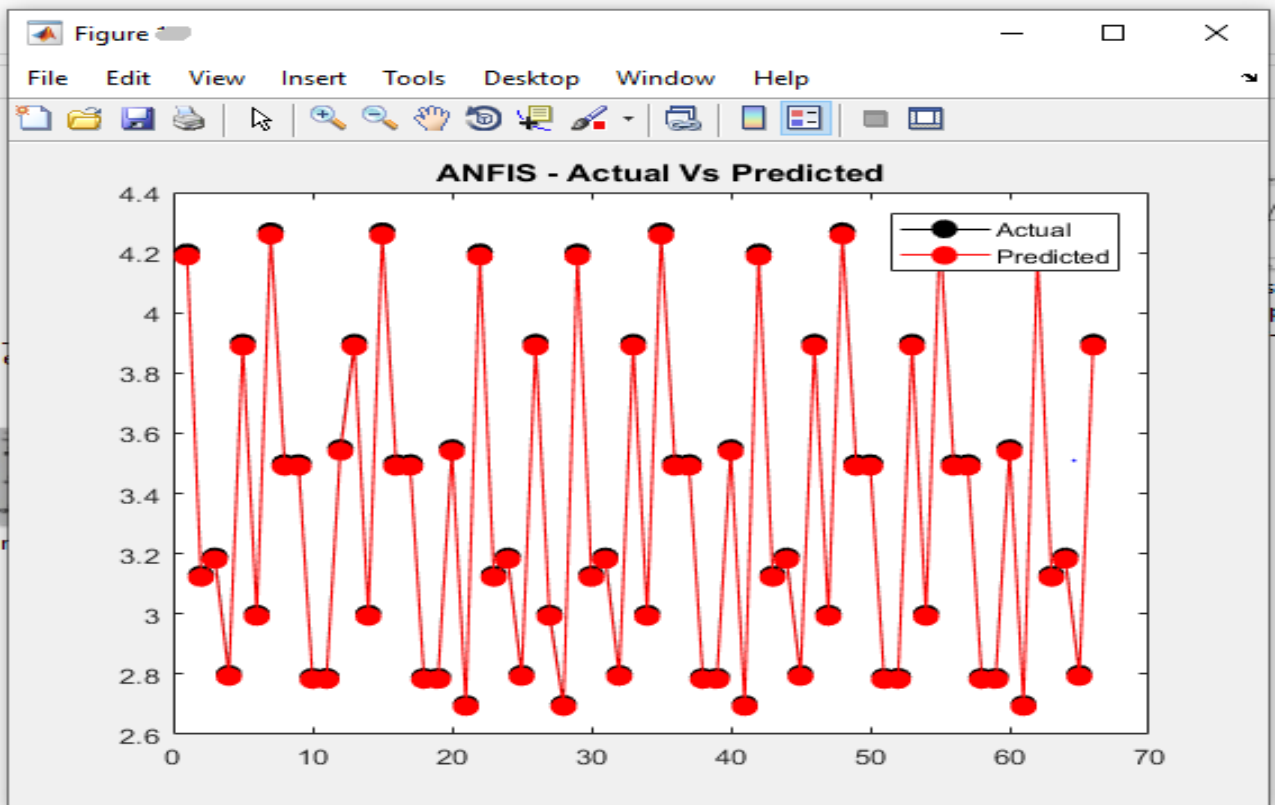 Figure
File Edit View Insert Tools Desktop Window Help
ANFIS - Actual Vs Predicted
4.4
4.2
4
3.8
3.6
3.4
3.2
3
2.8
2.6
Actual
Predicted
0 10 20 30 40 50 60 70